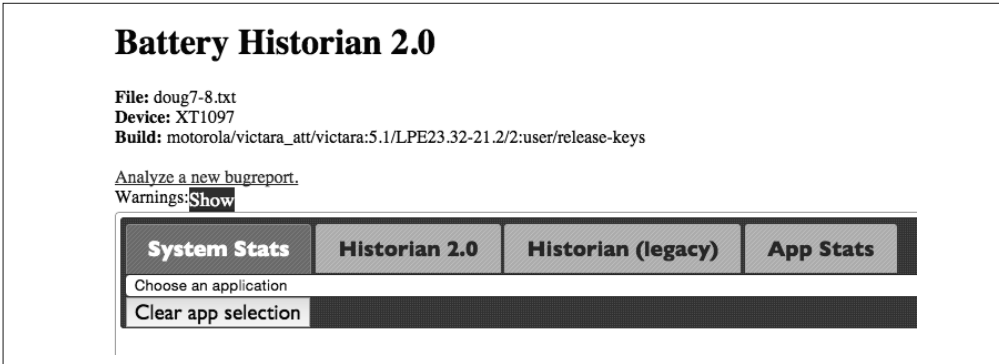 Battery Historian 2.0
File: doug7-8.txt
Device: XT1097
Build: motorola/victara_att/victara:5.1/LPE23.32-21.2/2:user/release-keys
Analyze a new bugreport.
Warnings:Show
System Stats Historian 2.0 Historian (legacy) App Stats
Choose an application
Clear app selection